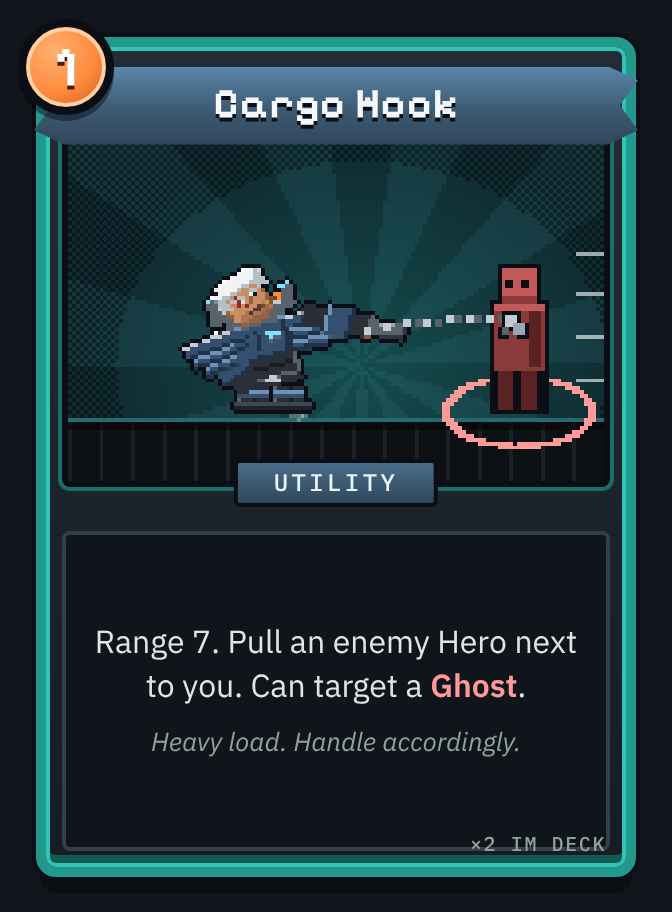 1
Cargo Hook
UTILITY
Range 7. Pull an enemy Hero next
to you. Can target a Ghost.
Heavy load. Handle accordingly.
×2 IM DECK